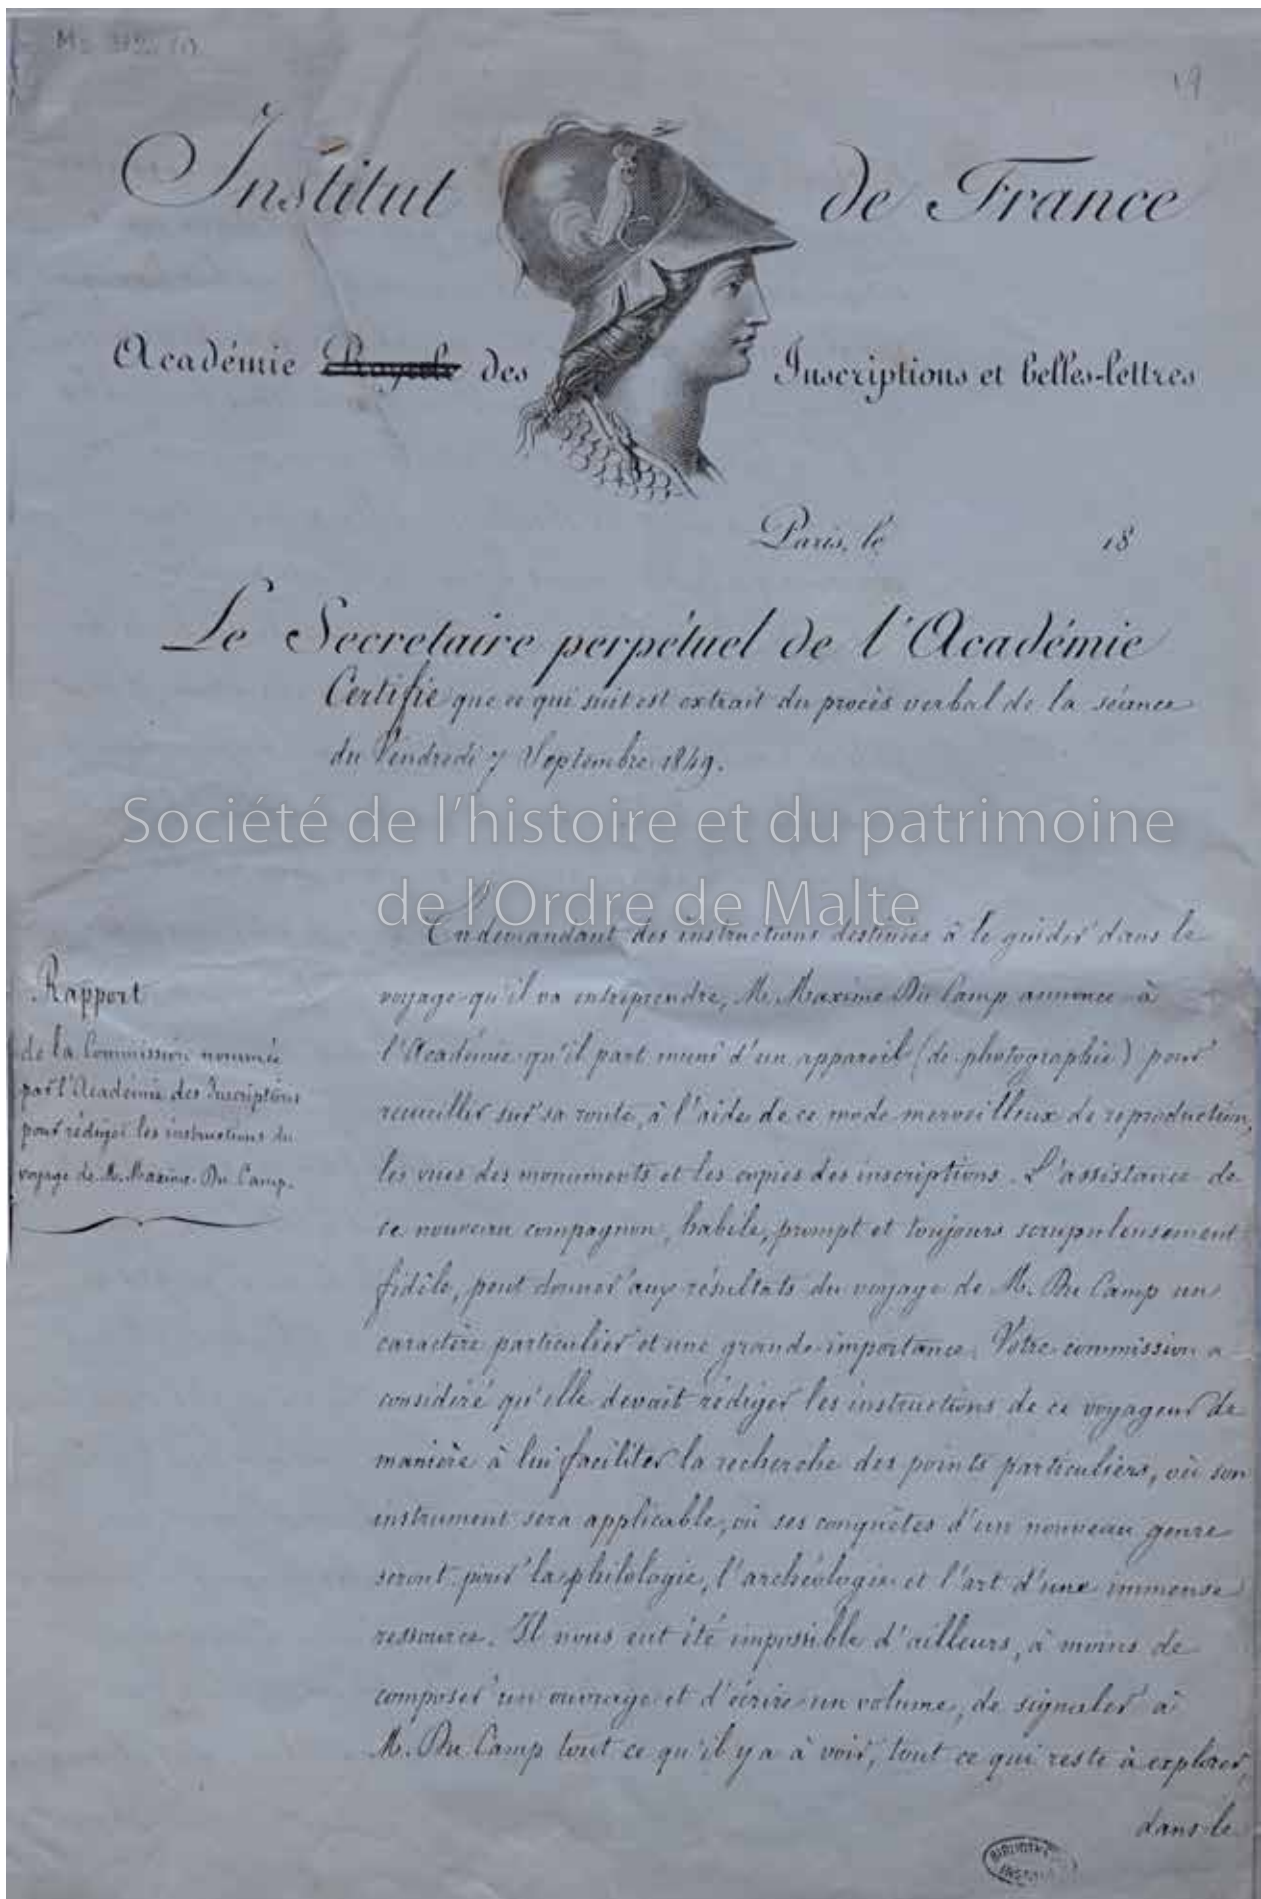 19
Institut de France
Académie Royale des Inscriptions et belles-lettres
Paris, le 18
Le Secretaire perpétuel de l'Académie
Certifie que ce qui suit est extrait du procès verbal de la séance
du Vendredi 7 Septembre 1849.
Société de l'histoire et du patrimoine
de l'Ordre de Malte
Rapport
de la Commission nommée
par l'Académie des Inscriptions
pour rédiger les instructions du
voyage de M. Maxime Du Camp.
En demandant des instructions destinées à le guider dans le
voyage qu'il va entreprendre, M. Maxime Du Camp annonce à
l'Académie qu'il part muni d'un appareil (de photographie) pour
recueillir sur sa route, à l'aide de ce mode merveilleux de reproduction,
les vues des monuments et les copies des inscriptions. L'assistance de
ce nouveau compagnon, habile, prompt et toujours scrupuleusement
fidèle, peut donner aux résultats du voyage de M. Du Camp un
caractère particulier et une grande importance. Votre commission a
considéré qu'elle devait rédiger les instructions de ce voyageur de
manière à lui faciliter la recherche des points particuliers, où son
instrument sera applicable, où ses conquêtes d'un nouveau genre
seront pour la philologie, l'archéologie et l'art d'une immense
ressource. Il nous eut été impossible d'ailleurs, à moins de
composer un ouvrage et d'écrire un volume, de signaler à
M. Du Camp tout ce qu'il y a à voir, tout ce qui reste à explorer,
dans le